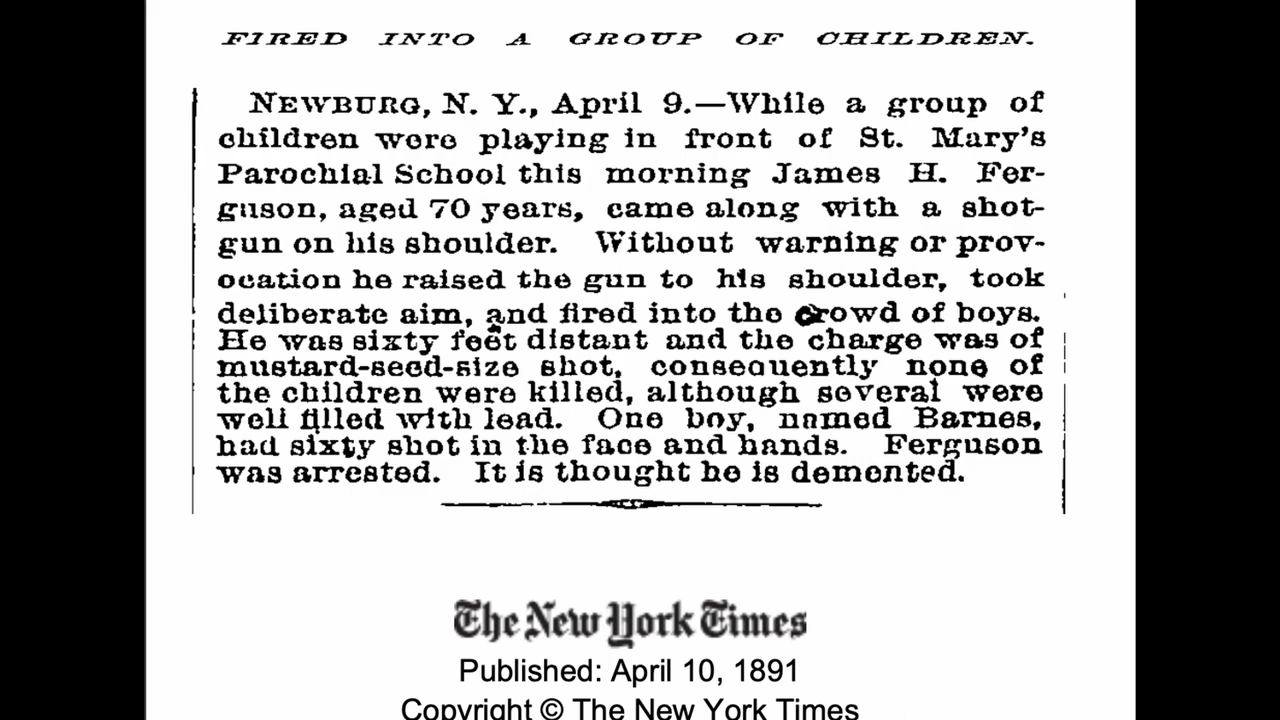 FIRED INTO A GROUP OF CHILDREN.
NEWBURG, N. Y., April 9.—While a group of
children were playing in front of St. Mary's
Parochial School this morning James H. Fer-
guson, aged 70 years, came along with a shot-
gun on his shoulder. Without warning or prov-
ocation he raised the gun to his shoulder, took
deliberate aim, and fired into the crowd of boys.
He was sixty feet distant and the charge was of
mustard-seed-size shot, consequently none of
the children were killed, although several were
well filled with lead. One boy, named Barnes,
had sixty shot in the face and hands. Ferguson
was arrested. It is thought he is demented.
The New York Times
Published: April 10, 1891
Copyright © The New York Times